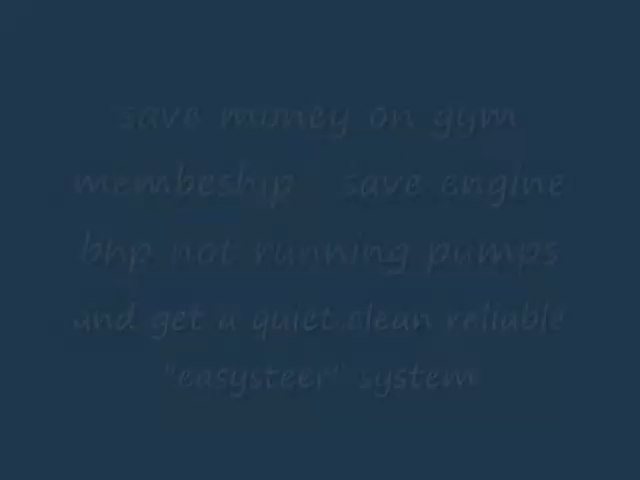 save money on gym
membeship save engine
bhp not running pumps
and get a quiet,clean reliable
"easysteer" system